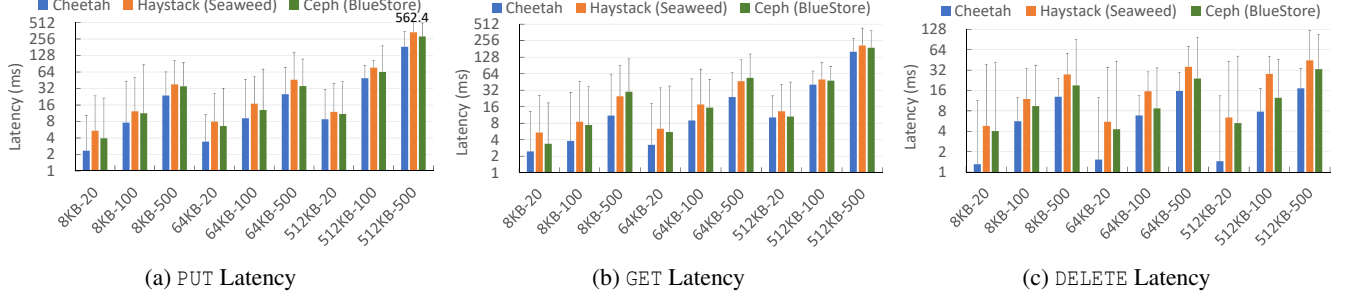 Cheetah Haystack (Seaweed) Ceph (BlueStore)
562.4
Latency (ms)
512
256
128
64
32
16
8
4
2
1
8KB-20 8KB-100 8KB-500 64KB-20 64KB-100 64KB-500 512KB-20 512KB-100 512KB-500
(a) PUT Latency
Cheetah Haystack (Seaweed) Ceph (BlueStore)
Latency (ms)
512
256
128
64
32
16
8
4
2
1
8KB-20 8KB-100 8KB-500 64KB-20 64KB-100 64KB-500 512KB-20 512KB-100 512KB-500
(b) GET Latency
Cheetah Haystack (Seaweed) Ceph (BlueStore)
Latency (ms)
128
64
32
16
8
4
2
1
8KB-20 8KB-100 8KB-500 64KB-20 64KB-100 64KB-500 512KB-20 512KB-100 512KB-500
(c) DELETE Latency